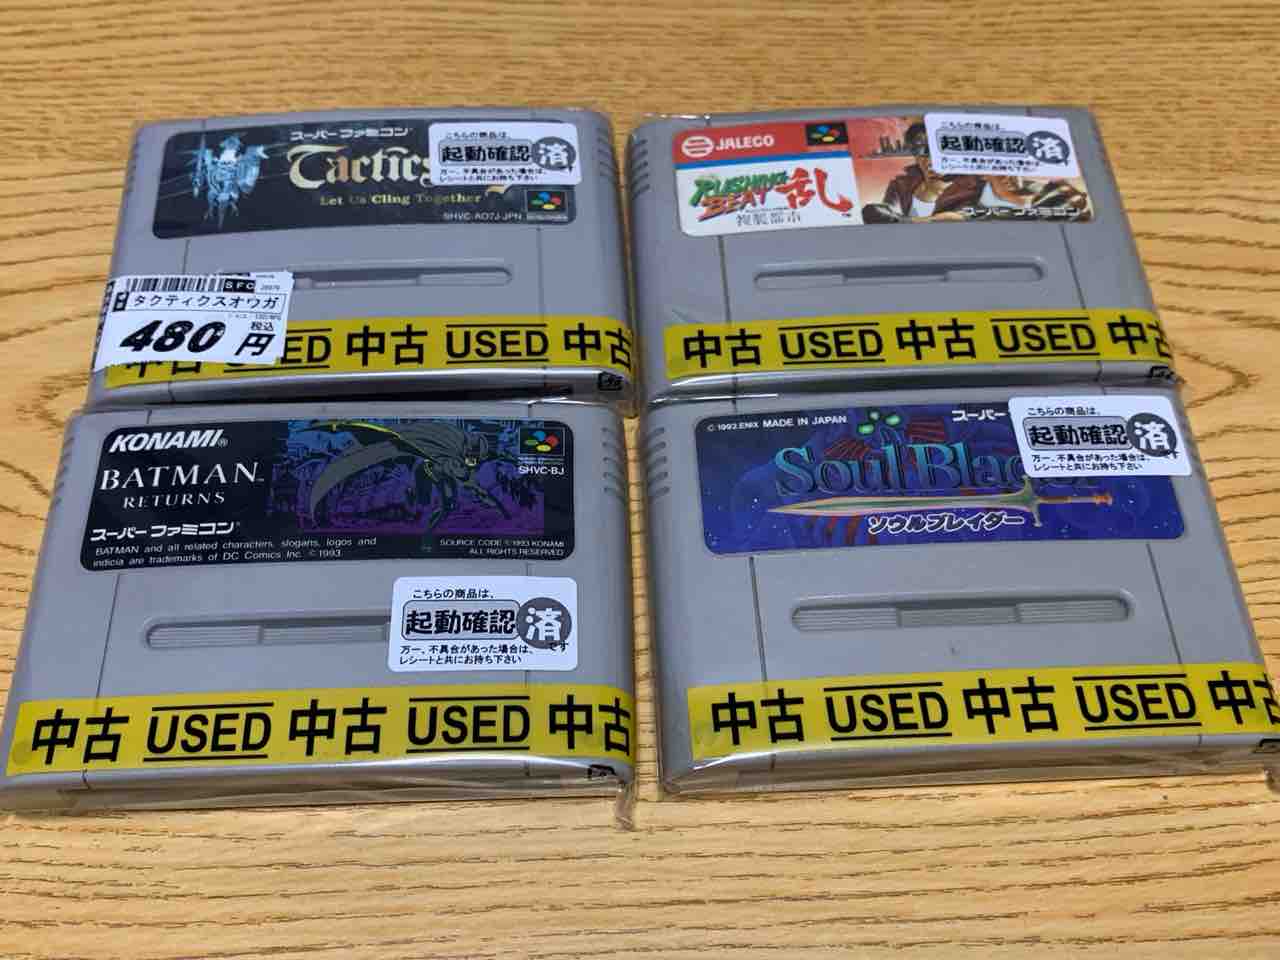 スーパーファミコン
Tactics
Let Us Cling Together
SHVC-AO7J-JPN
こちらの商品は、
起動確認 済
万一、不具合があった場合は、
レシートと共にお持ち下さい
SFC
タクティクスオウガ
480円
税込
中古 USED 中古 USED 中古
JALECO
RUSHING BEAT 乱
複製都市
スーパーファミコン
こちらの商品は、
起動確認 済
万一、不具合があった場合は、
レシートと共にお持ち下さい
中古 USED 中古 USED 中古
KONAMI®
BATMAN™
RETURNS
スーパーファミコン®
BATMAN and all related characters, slogans, logos and
indicia are trademarks of DC Comics Inc. ©1993
SHVC-BJ
SOURCE CODE ©1993 KONAMI
ALL RIGHTS RESERVED
こちらの商品は、
起動確認 済です
万一、不具合があった場合は、
レシートと共にお持ち下さい
中古 USED 中古 USED 中古
©1992.ENIX MADE IN JAPAN
スーパー
Soul Blader
ソウルブレイダー
こちらの商品は、
起動確認 済です
万一、不具合があった場合は、
レシートと共にお持ち下さい
中古 USED 中古 USED 中古